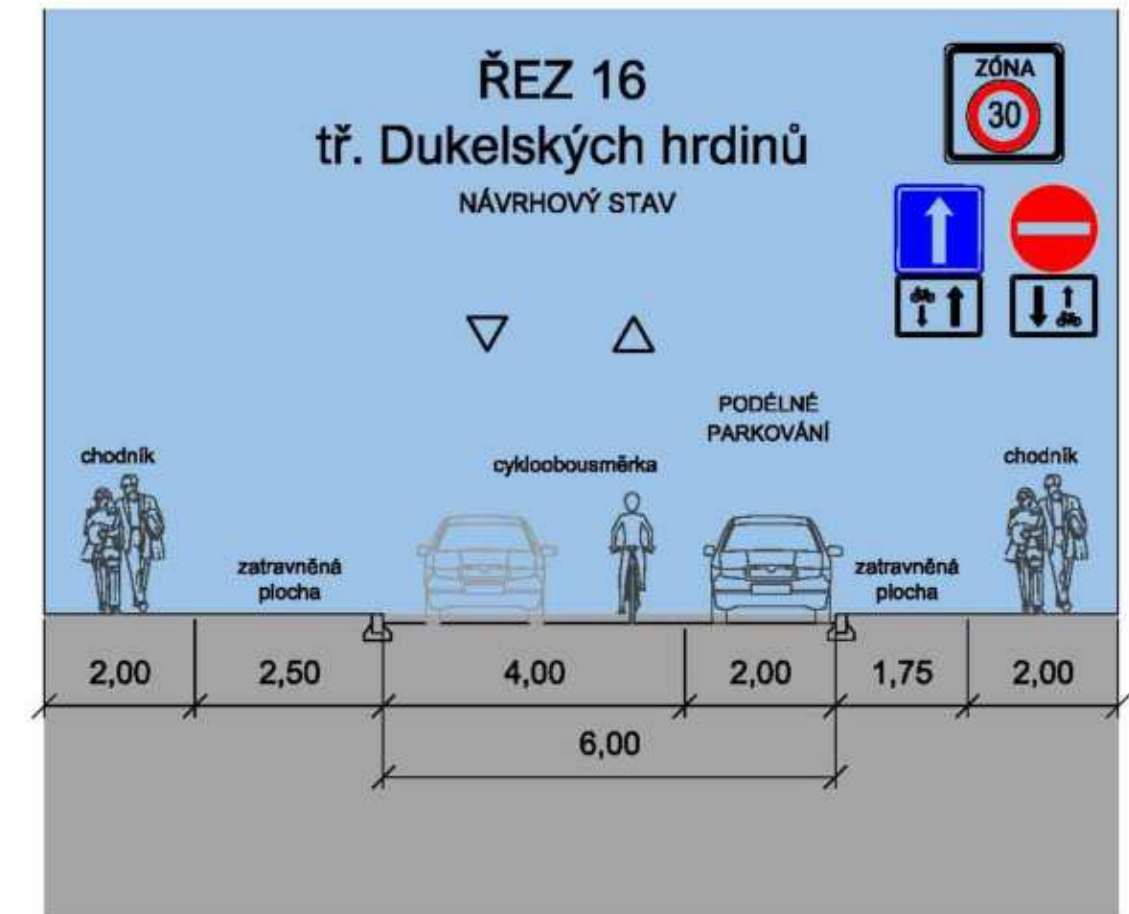 ŘEZ 16
tř. Dukelských hrdinů
NÁVRHOVÝ STAV
ZÓNA
30
PODÉLNÉ
PARKOVÁNÍ
chodník
cykloobousměrka
chodník
zatravněná
plocha
zatravněná
plocha
2,00
2,50
4,00
2,00
1,75
2,00
6,00